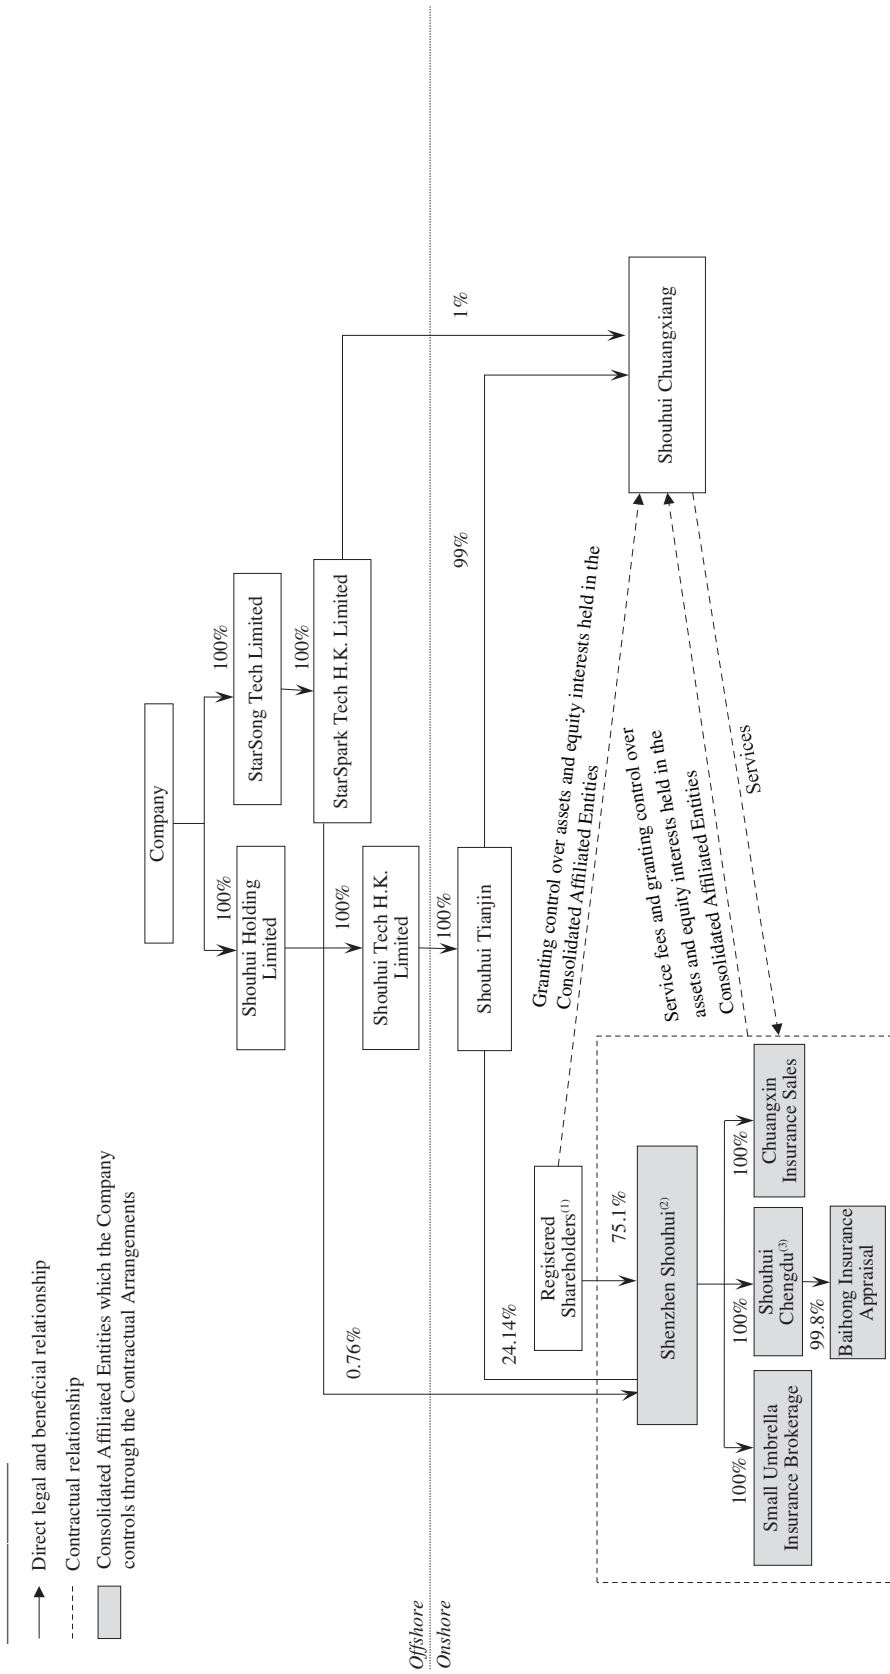 Direct legal and beneficial relationship
Contractual relationship
Consolidated Affiliated Entities which the Company
controls through the Contractual Arrangements
Company
100%
100%
Shouhui Holding
Limited
StarSong Tech Limited
100%
100%
StarSpark Tech H.K. Limited
Shouhui Tech H.K.
Limited
0.76%
Offshore
Onshore
100%
1%
99%
Shouhui Tianjin
24.14%
Registered
Shareholders(1)
75.1%
Granting control over assets and equity interests held in the
Consolidated Affiliated Entities
Shenzhen Shouhui(2)
Shouhui Chuangxiang
Service fees and granting control over
assets and equity interests held in the
Consolidated Affiliated Entities
Services
100%
100%
100%
Small Umbrella
Insurance Brokerage
Shouhui
Chengdu(3)
Chuangxin
Insurance Sales
99.8%
Baihong Insurance
Appraisal